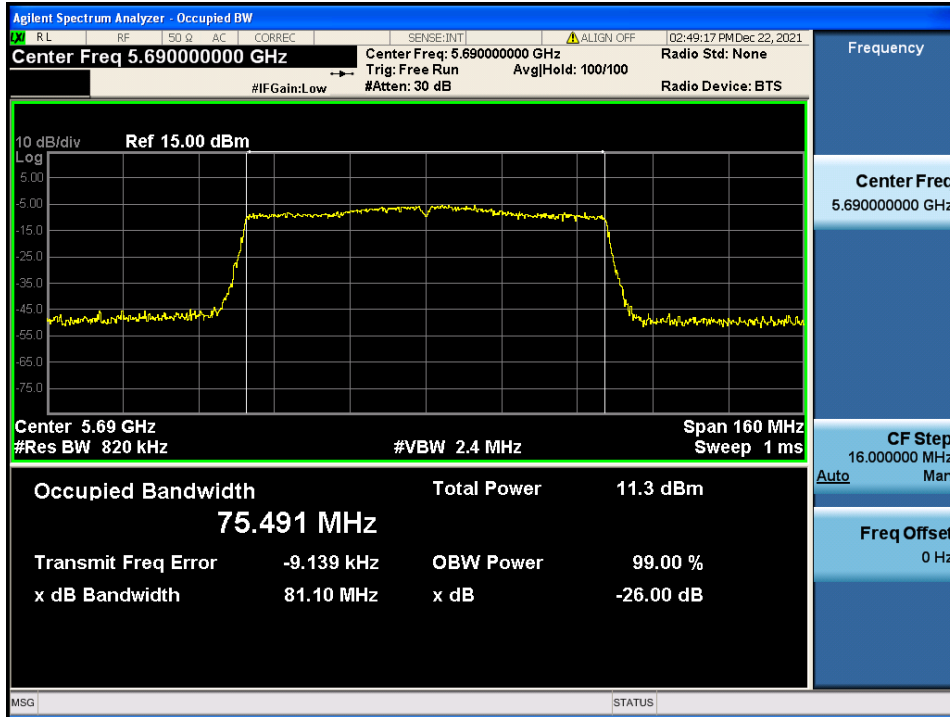 Agilent Spectrum Analyzer - Occupied BW
LXI RL RF 50 Ω AC CORREC SENSE:INT ALIGN OFF 02:49:17 PM Dec 22, 2021
Center Freq 5.690000000 GHz
Center Freq: 5.690000000 GHz
Radio Std: None
Trig: Free Run Avg|Hold: 100/100
#IFGain:Low
#Atten: 30 dB
Radio Device: BTS
10 dB/div Ref 15.00 dBm
Log
5.00
-5.00
-15.0
-25.0
-35.0
-45.0
-55.0
-65.0
-75.0
Center 5.69 GHz Span 160 MHz
#Res BW 820 kHz #VBW 2.4 MHz Sweep 1 ms
Occupied Bandwidth Total Power 11.3 dBm
75.491 MHz
Transmit Freq Error -9.139 kHz OBW Power 99.00 %
x dB Bandwidth 81.10 MHz x dB -26.00 dB
MSG STATUS
Frequency
Center Freq
5.690000000 GHz
CF Step
16.000000 MHz
Auto Man
Freq Offset
0 Hz